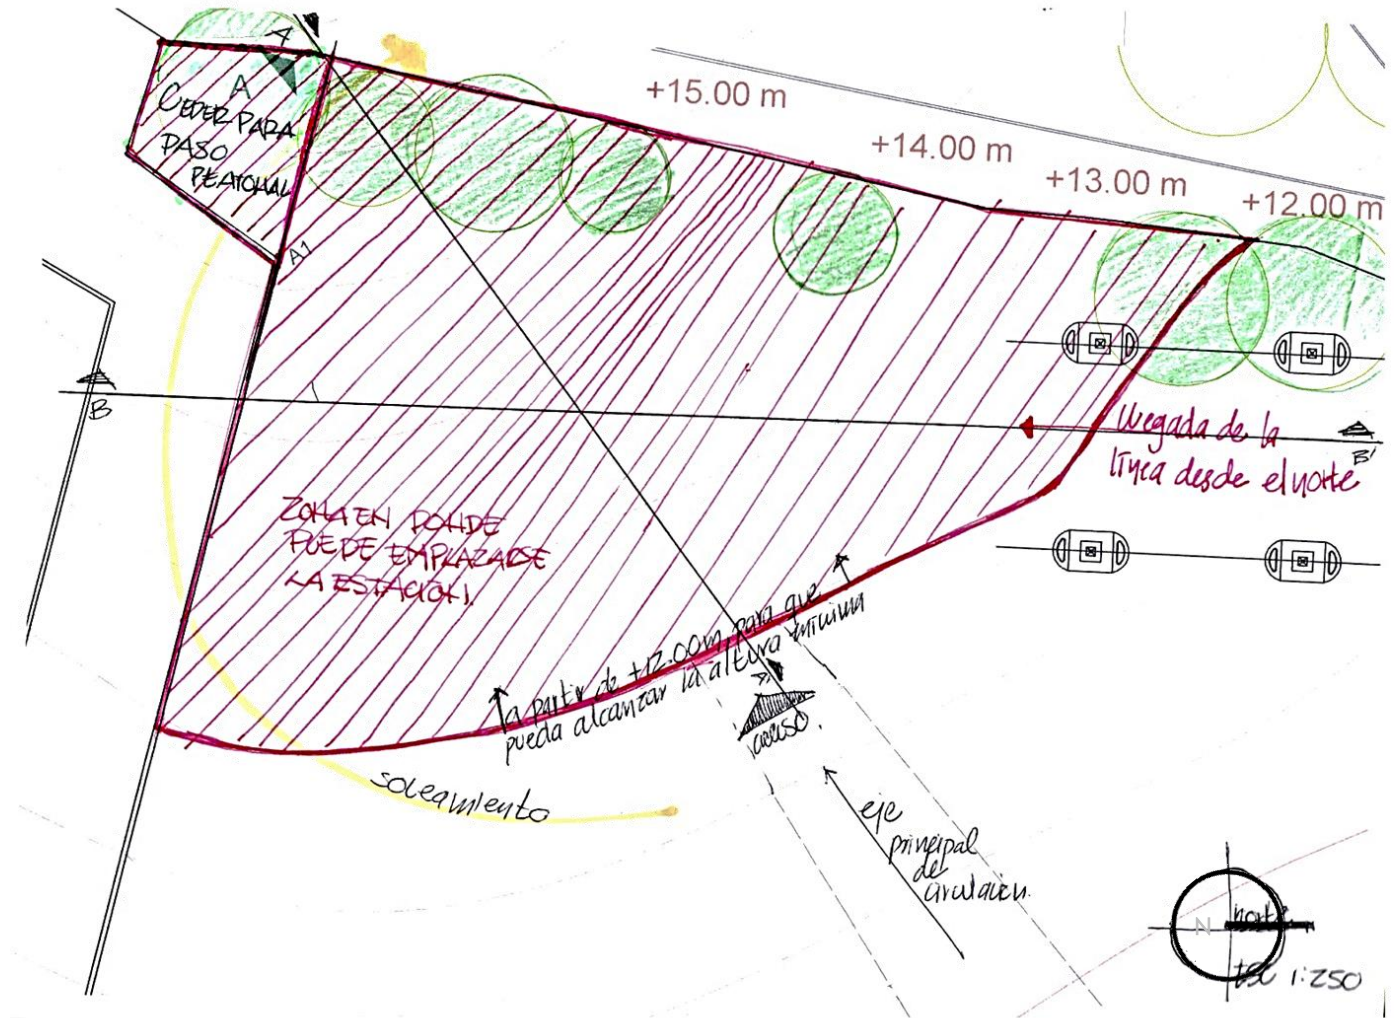 A
+15.00 m
+14.00 m
+13.00 m
+12.00 m
A
CEDER PARA
PASO
PEATONAL
A1
B
B'
llegada de la
línea desde el norte
ZONA EN DONDE
PUEDE EMPLAZARSE
LA ESTACIÓN.
a partir de +12.00m, para que
pueda alcanzar la altura mínima
acceso.
soleamiento
eje
principal
de
circulación.
N
norte
esc 1:250